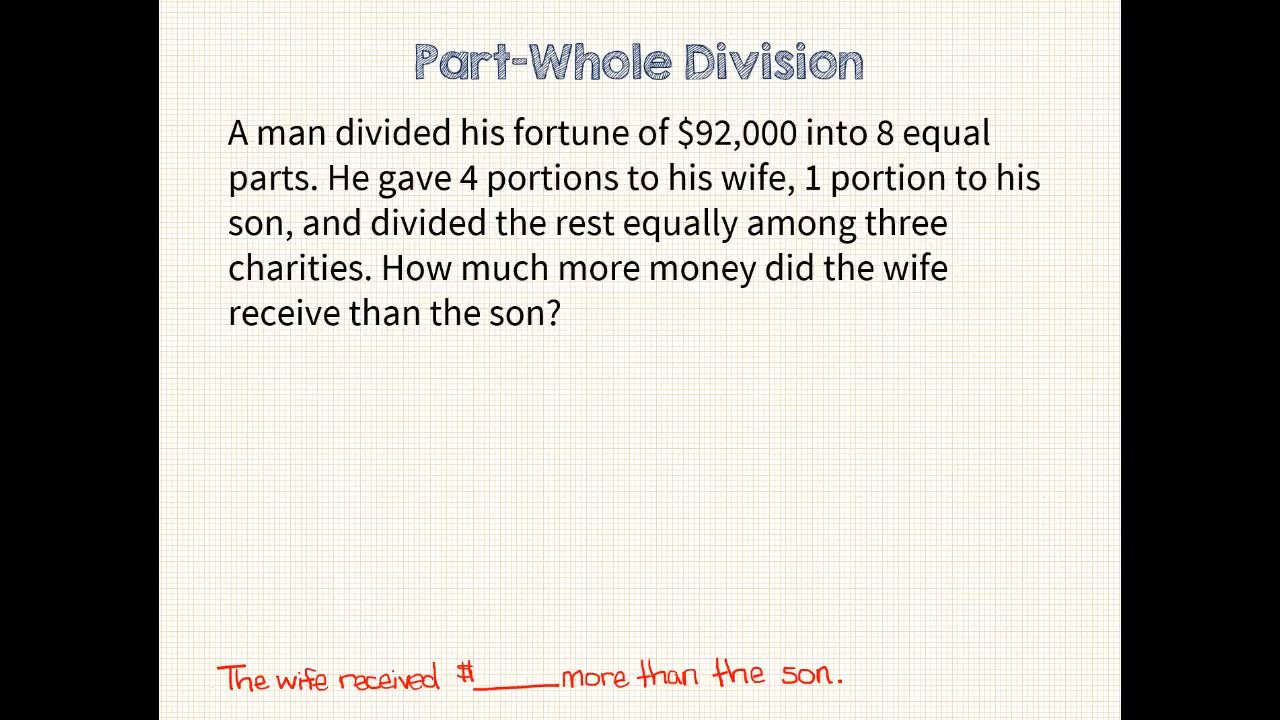 Part-Whole Division
A man divided his fortune of $92,000 into 8 equal
parts. He gave 4 portions to his wife, 1 portion to his
son, and divided the rest equally among three
charities. How much more money did the wife
receive than the son?
The wife received $_____more than the son.